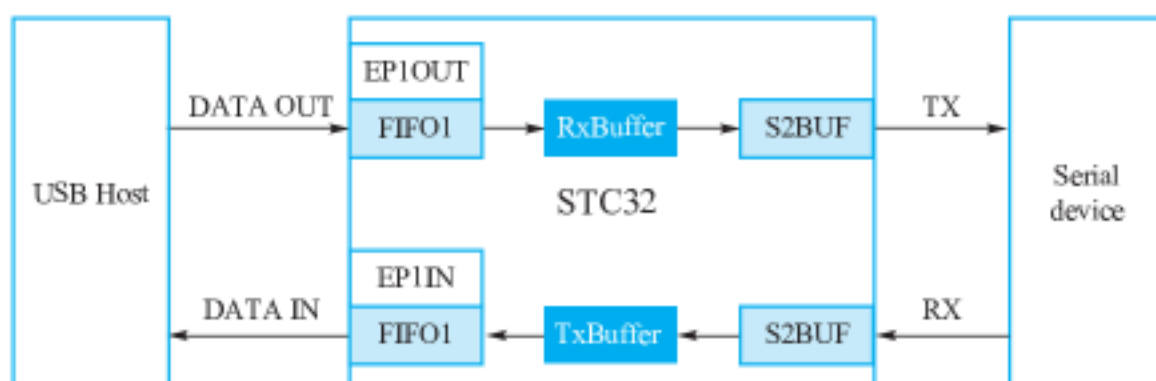 USB Host
DATA OUT
EP1OUT
FIFO1
RxBuffer
S2BUF
TX
STC32
Serial
device
DATA IN
EP1IN
FIFO1
TxBuffer
S2BUF
RX